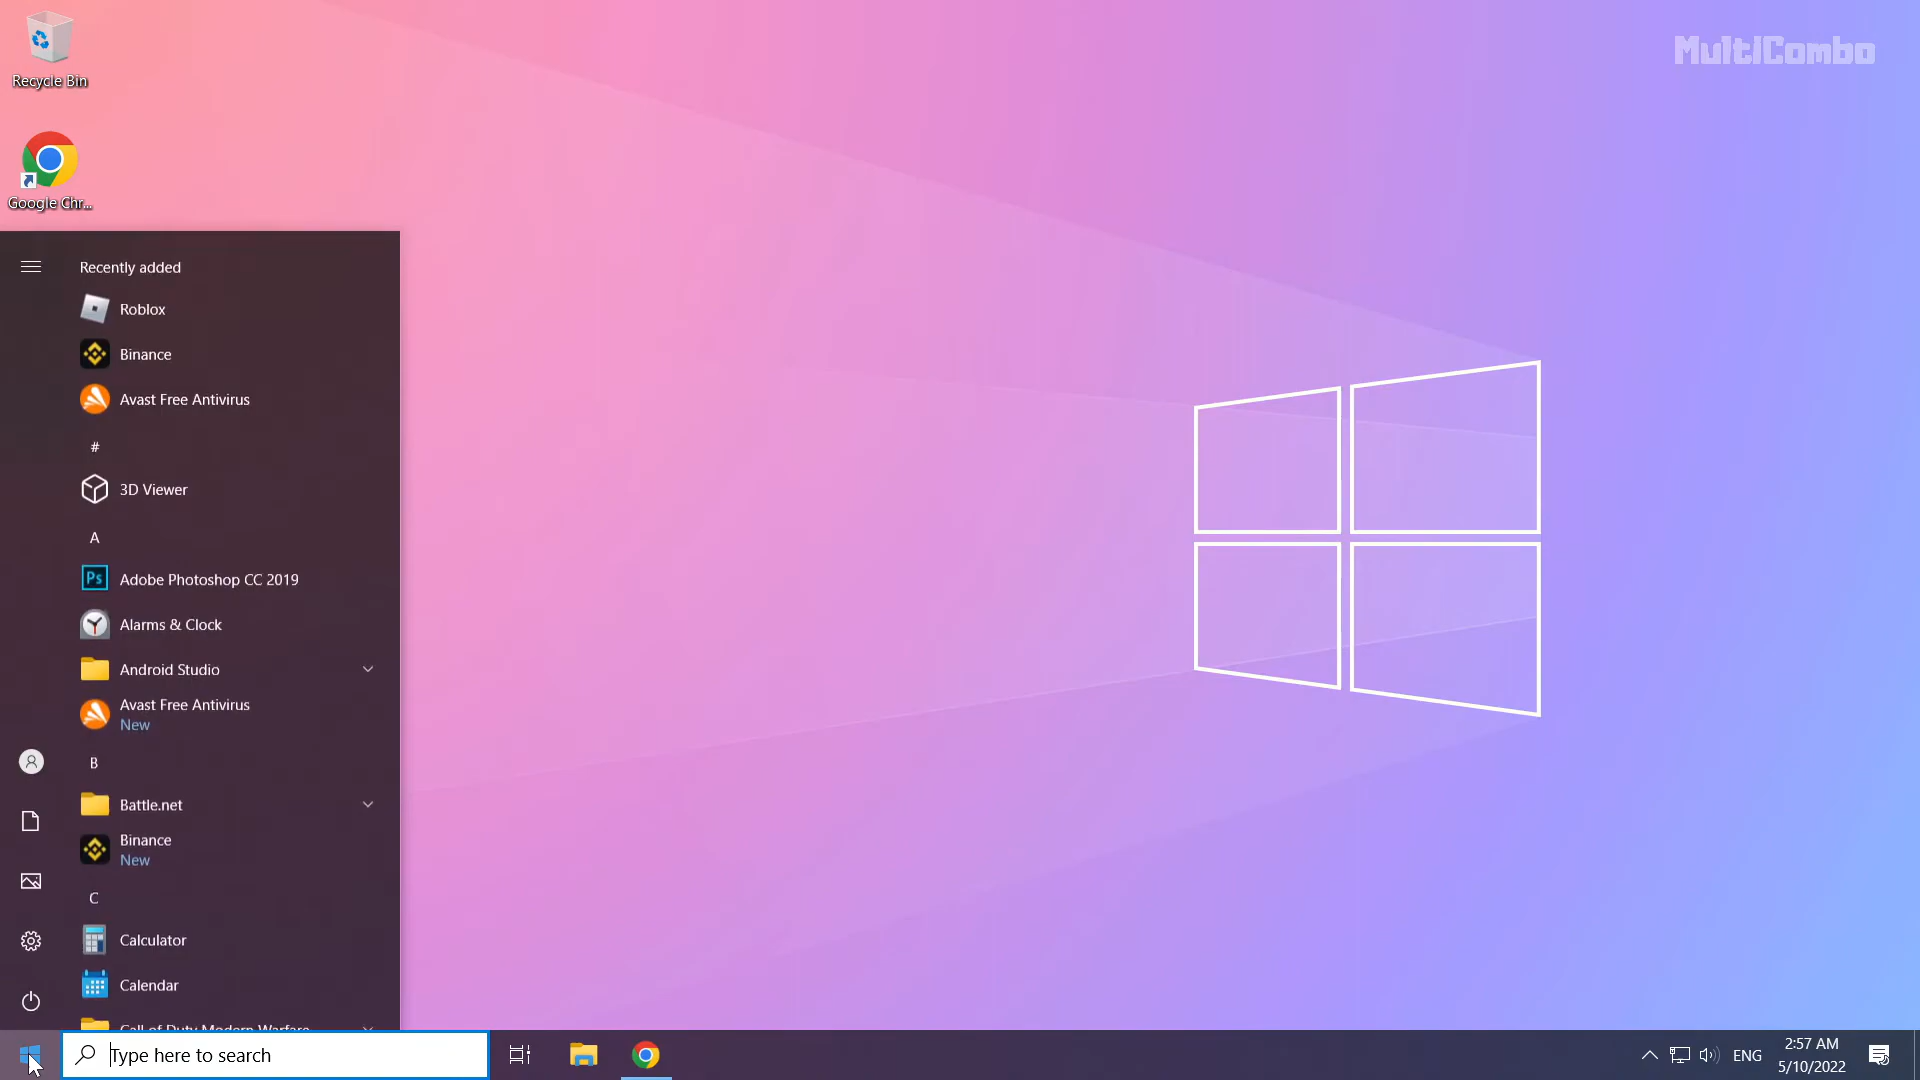 Recycle Bin
MultiCombo
Google Chr...
Recently added
Roblox
Binance
Avast Free Antivirus
#
3D Viewer
A
Ps
Adobe Photoshop CC 2019
Alarms & Clock
Android Studio
Avast Free Antivirus
New
B
Battle.net
Binance
New
C
Calculator
Calendar
Call of Duty Modern Warfare
Type here to search
ENG
2:57 AM
5/10/2022